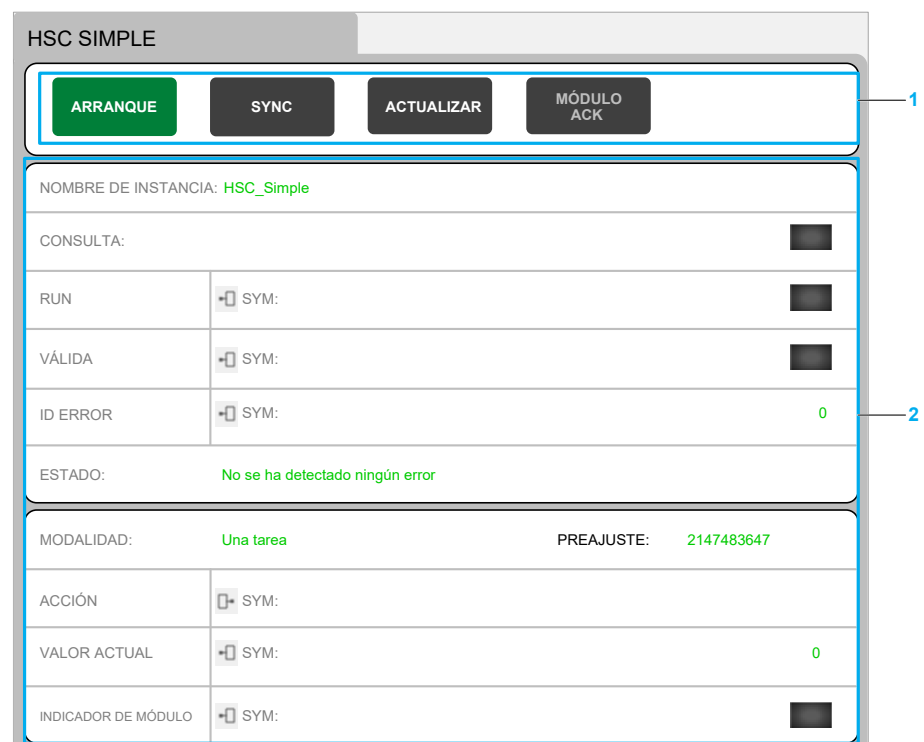 HSC SIMPLE
ARRANQUE
SYNC
ACTUALIZAR
MÓDULO
ACK
1
NOMBRE DE INSTANCIA: HSC_Simple
CONSULTA:
RUN SYM:
VÁLIDA SYM:
ID ERROR SYM: 0
2
ESTADO: No se ha detectado ningún error
MODALIDAD: Una tarea PREAJUSTE: 2147483647
ACCIÓN SYM:
VALOR ACTUAL SYM: 0
INDICADOR DE MÓDULO SYM: